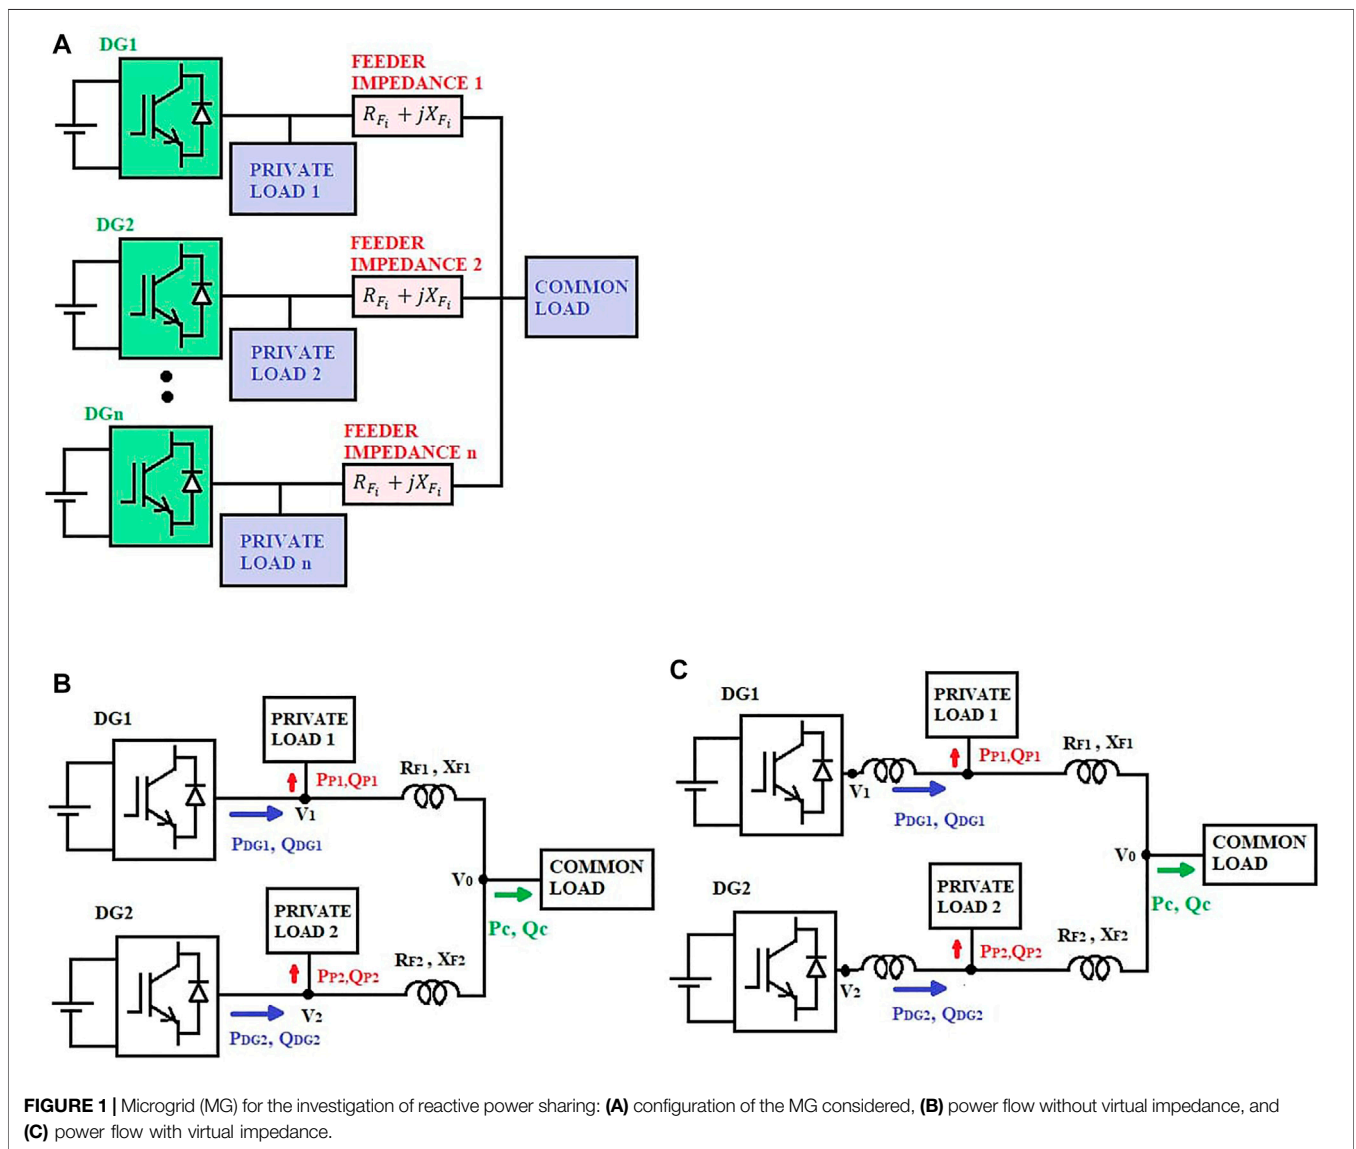 A
DG1
FEEDER
IMPEDANCE 1
R_{F_i} + jX_{F_i}
PRIVATE
LOAD 1
DG2
FEEDER
IMPEDANCE 2
R_{F_i} + jX_{F_i}
PRIVATE
LOAD 2
COMMON
LOAD
DGn
FEEDER
IMPEDANCE n
R_{F_i} + jX_{F_i}
PRIVATE
LOAD n
B
DG1
PRIVATE
LOAD 1
PP1,QP1
RF1 , XF1
V1
PDG1, QDG1
V0
COMMON
LOAD
Pc, Qc
DG2
PRIVATE
LOAD 2
PP2,QP2
RF2 , XF2
V2
PDG2, QDG2
C
DG1
PRIVATE
LOAD 1
PP1,QP1
RF1 , XF1
V1
PDG1, QDG1
V0
COMMON
LOAD
Pc, Qc
DG2
PRIVATE
LOAD 2
PP2,QP2
RF2 , XF2
V2
PDG2, QDG2
FIGURE 1 | Microgrid (MG) for the investigation of reactive power sharing: (A) configuration of the MG considered, (B) power flow without virtual impedance, and
(C) power flow with virtual impedance.